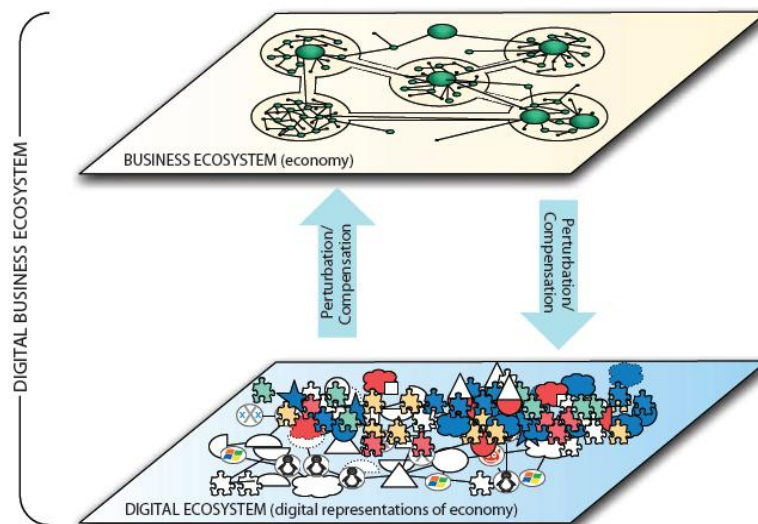 DIGITAL BUSINESS ECOSYSTEM
BUSINESS ECOSYSTEM (economy)
Perturbation/
Compensation
Perturbation/
Compensation
DIGITAL ECOSYSTEM (digital representations of economy)